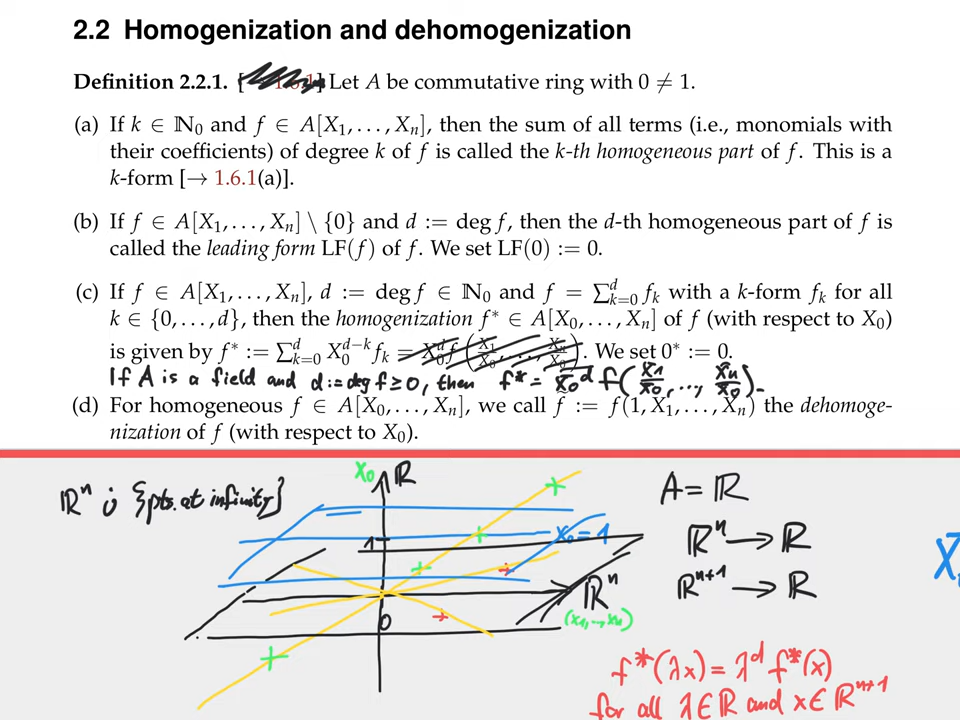 2.2 Homogenization and dehomogenization
Definition 2.2.1. Let A be commutative ring with 0 ≠ 1.
(a) If k ∈ ℕ₀ and f ∈ A[X₁, . . . , Xₙ], then the sum of all terms (i.e., monomials with
their coefficients) of degree k of f is called the k-th homogeneous part of f. This is a
k-form [→ 1.6.1(a)].
(b) If f ∈ A[X₁, . . . , Xₙ] \ {0} and d := deg f, then the d-th homogeneous part of f is
called the leading form LF(f) of f. We set LF(0) := 0.
(c) If f ∈ A[X₁, . . . , Xₙ], d := deg f ∈ ℕ₀ and f = ∑ᵈₖ₌₀ fₖ with a k-form fₖ for all
k ∈ {0, . . . , d}, then the homogenization f* ∈ A[X₀, . . . , Xₙ] of f (with respect to X₀)
is given by f* := ∑ᵈₖ₌₀ X₀ᵈ⁻ᵏ fₖ = X₀ᵈ f(X₁/X₀, . . . , Xₙ/X₀). We set 0* := 0.
If A is a field and d := deg f ≥ 0, then f* = X₀ᵈ f(X₁/X₀, . . , Xₙ/X₀).
(d) For homogeneous f ∈ A[X₀, . . . , Xₙ], we call f̃ := f(1, X₁, . . . , Xₙ) the dehomoge-
nization of f (with respect to X₀).
X₀ ℝ
ℝⁿ ∪̇ {pts. at infinity}
A = ℝ
1
X₀ = 1
ℝⁿ → ℝ
ℝⁿ⁺¹ → ℝ
ℝⁿ
0
(x₁, .., xₙ)
f*(λx) = λᵈ f*(x)
for all λ ∈ ℝ and x ∈ ℝⁿ⁺¹